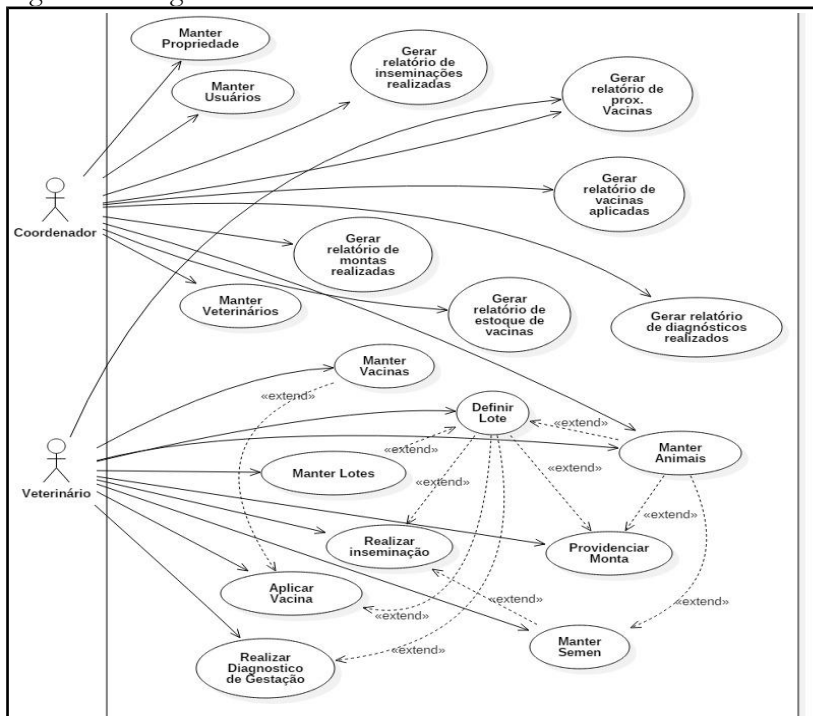 Manter
Propriedade
Manter
Usuários
Gerar
relatório de
inseminações
realizadas
Gerar
relatório de
prox.
Vacinas
Coordenador
Gerar
relatório de
vacinas
aplicadas
Gerar
relatório de
montas
realizadas
Manter
Veterinários
Gerar
relatório de
estoque de
vacinas
Gerar relatório
de diagnósticos
realizados
Manter
Vacinas
«extend»
Definir
Lote
«extend»
Manter
Animais
«extend»
Veterinário
Manter Lotes
«extend»
«extend»
«extend»
Realizar
inseminação
Providenciar
Monta
Aplicar
Vacina
«extend»
«extend»
«extend»
«extend»
Manter
Semen
Realizar
Diagnostico
de Gestação